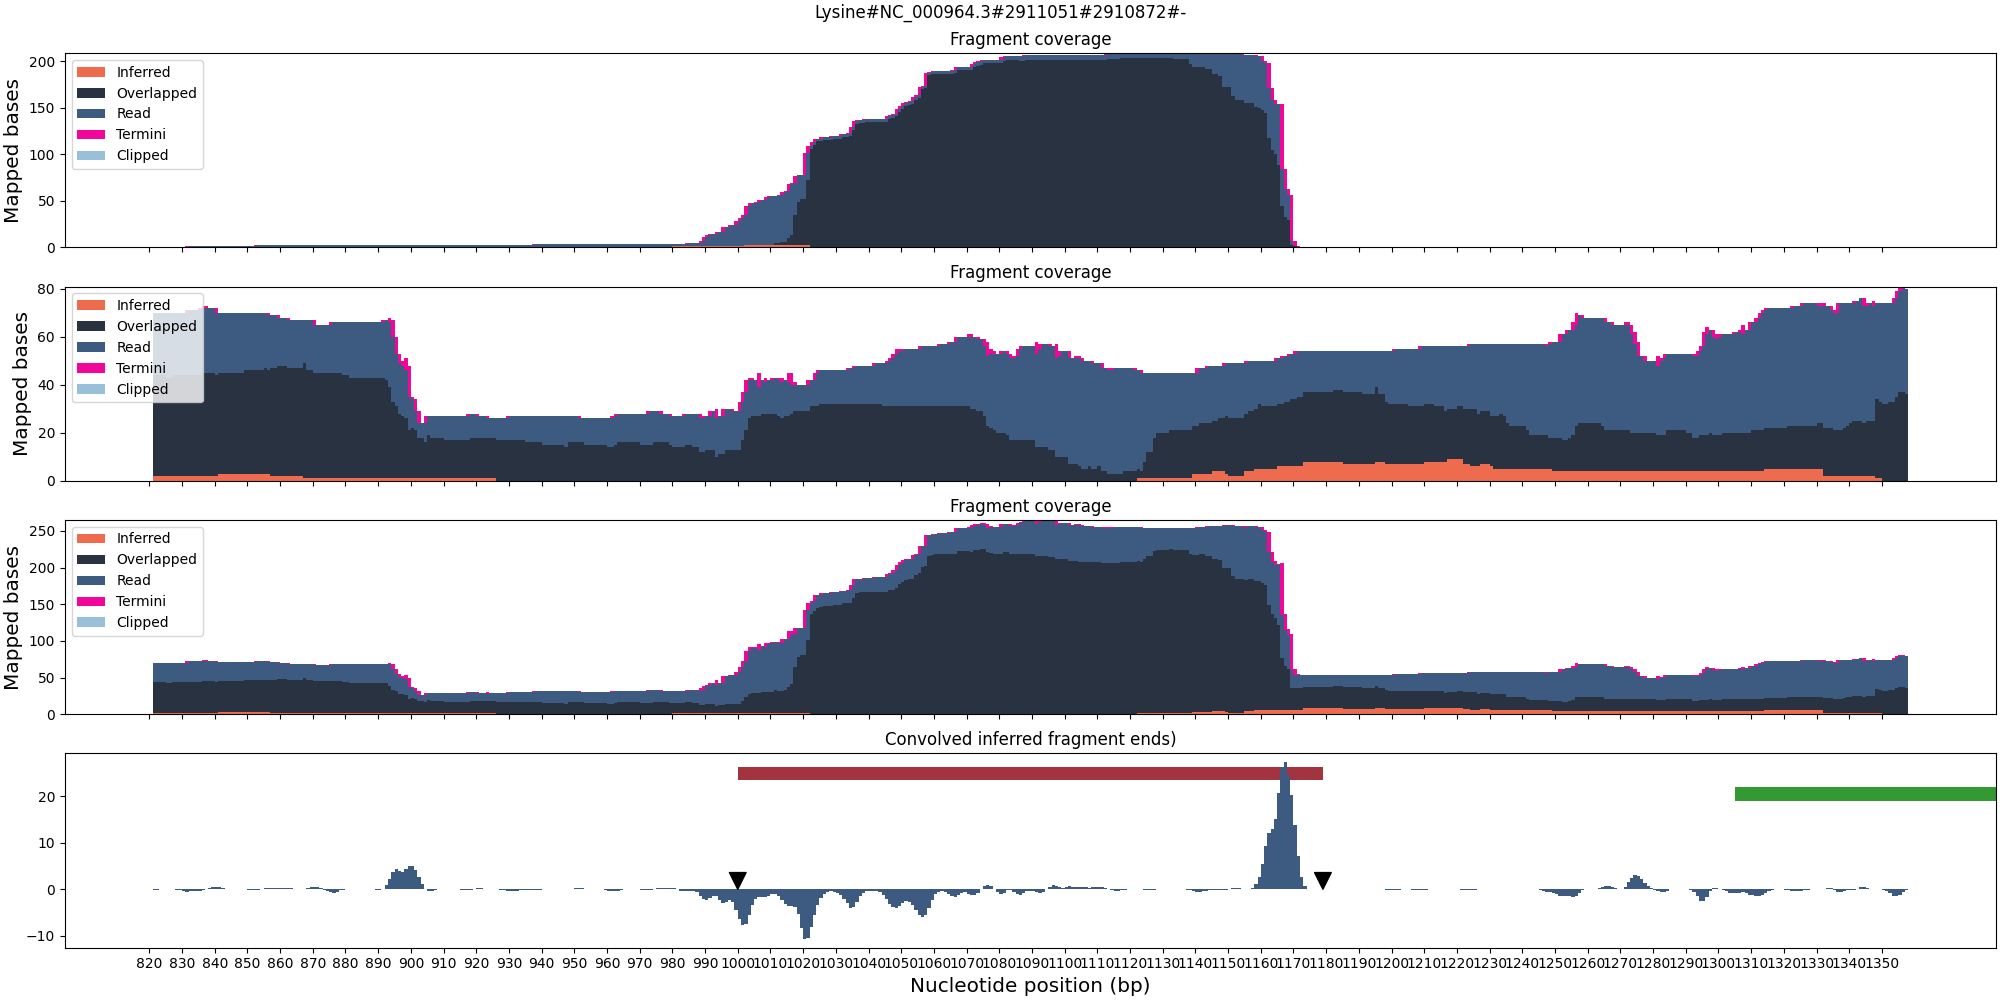 Lysine#NC_000964.3#2911051#2910872#-
Fragment coverage
Mapped bases
200
150
100
50
0
Inferred
Overlapped
Read
Termini
Clipped
Fragment coverage
Mapped bases
80
60
40
20
0
Inferred
Overlapped
Read
Termini
Clipped
Fragment coverage
Mapped bases
250
200
150
100
50
0
Inferred
Overlapped
Read
Termini
Clipped
Convolved inferred fragment ends)
20
10
0
−10
820 830 840 850 860 870 880 890 900 910 920 930 940 950 960 970 980 990 1000 1010 1020 1030 1040 1050 1060 1070 1080 1090 1100 1110 1120 1130 1140 1150 1160 1170 1180 1190 1200 1210 1220 1230 1240 1250 1260 1270 1280 1290 1300 1310 1320 1330 1340 1350
Nucleotide position (bp)